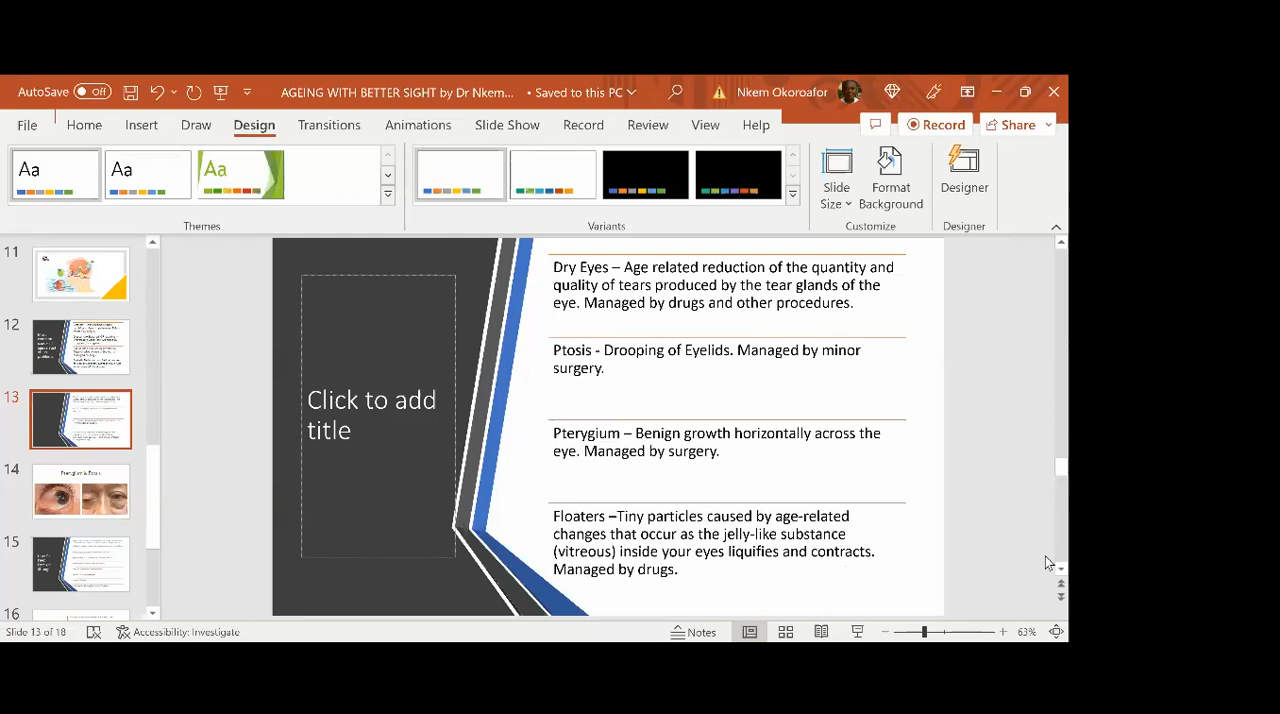 AutoSave Off AGEING WITH BETTER SIGHT by Dr Nkem... • Saved to this PC Nkem Okoroafor
File Home Insert Draw Design Transitions Animations Slide Show Record Review View Help Record Share
Aa Aa Aa
Slide Size Format Background Designer
Themes Variants Customize Designer
11
12
13
14
15
16
Pterygium & Ptosis
Click to add
title
Dry Eyes – Age related reduction of the quantity and
quality of tears produced by the tear glands of the
eye. Managed by drugs and other procedures.
Ptosis - Drooping of Eyelids. Managed by minor
surgery.
Pterygium – Benign growth horizontally across the
eye. Managed by surgery.
Floaters –Tiny particles caused by age-related
changes that occur as the jelly-like substance
(vitreous) inside your eyes liquifies and contracts.
Managed by drugs.
Slide 13 of 18 Accessibility: Investigate Notes 63%